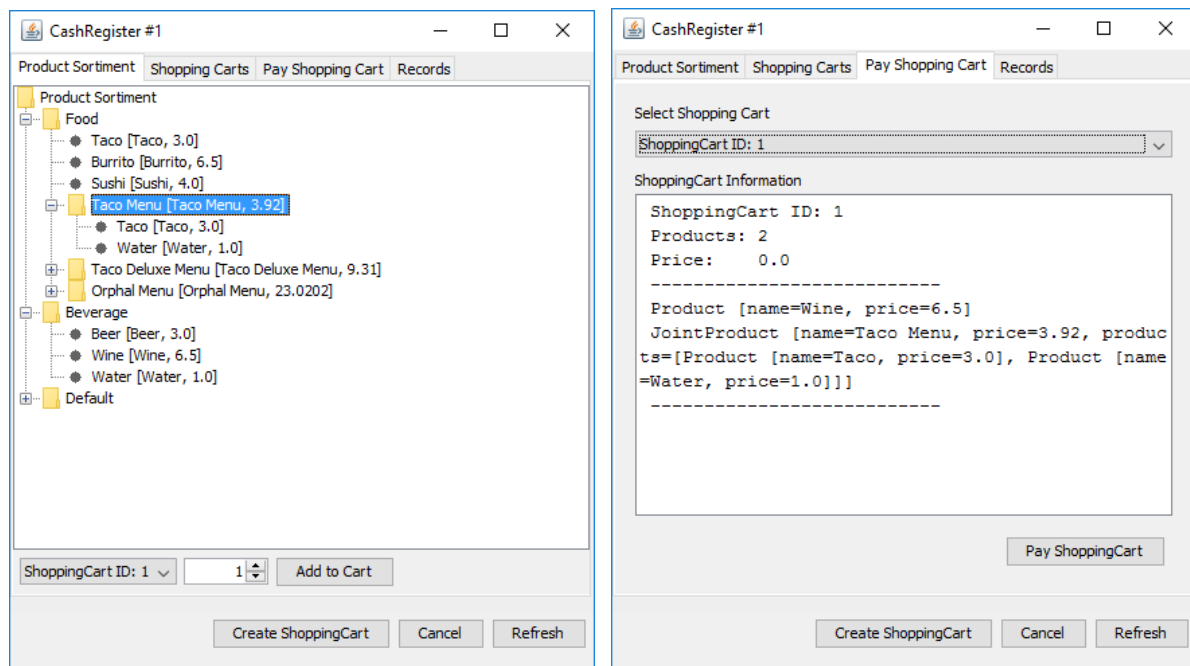 CashRegister #1
Product Sortiment Shopping Carts Pay Shopping Cart Records
Product Sortiment
Food
Taco [Taco, 3.0]
Burrito [Burrito, 6.5]
Sushi [Sushi, 4.0]
Taco Menu [Taco Menu, 3.92]
Taco [Taco, 3.0]
Water [Water, 1.0]
Taco Deluxe Menu [Taco Deluxe Menu, 9.31]
Orphal Menu [Orphal Menu, 23.0202]
Beverage
Beer [Beer, 3.0]
Wine [Wine, 6.5]
Water [Water, 1.0]
Default
ShoppingCart ID: 1 1 Add to Cart
Create ShoppingCart Cancel Refresh
CashRegister #1
Product Sortiment Shopping Carts Pay Shopping Cart Records
Select Shopping Cart
ShoppingCart ID: 1
ShoppingCart Information
ShoppingCart ID: 1
Products: 2
Price: 0.0
---------------------------
Product [name=Wine, price=6.5]
JointProduct [name=Taco Menu, price=3.92, produc
ts=[Product [name=Taco, price=3.0], Product [name
=Water, price=1.0]]]
---------------------------
Pay ShoppingCart
Create ShoppingCart Cancel Refresh